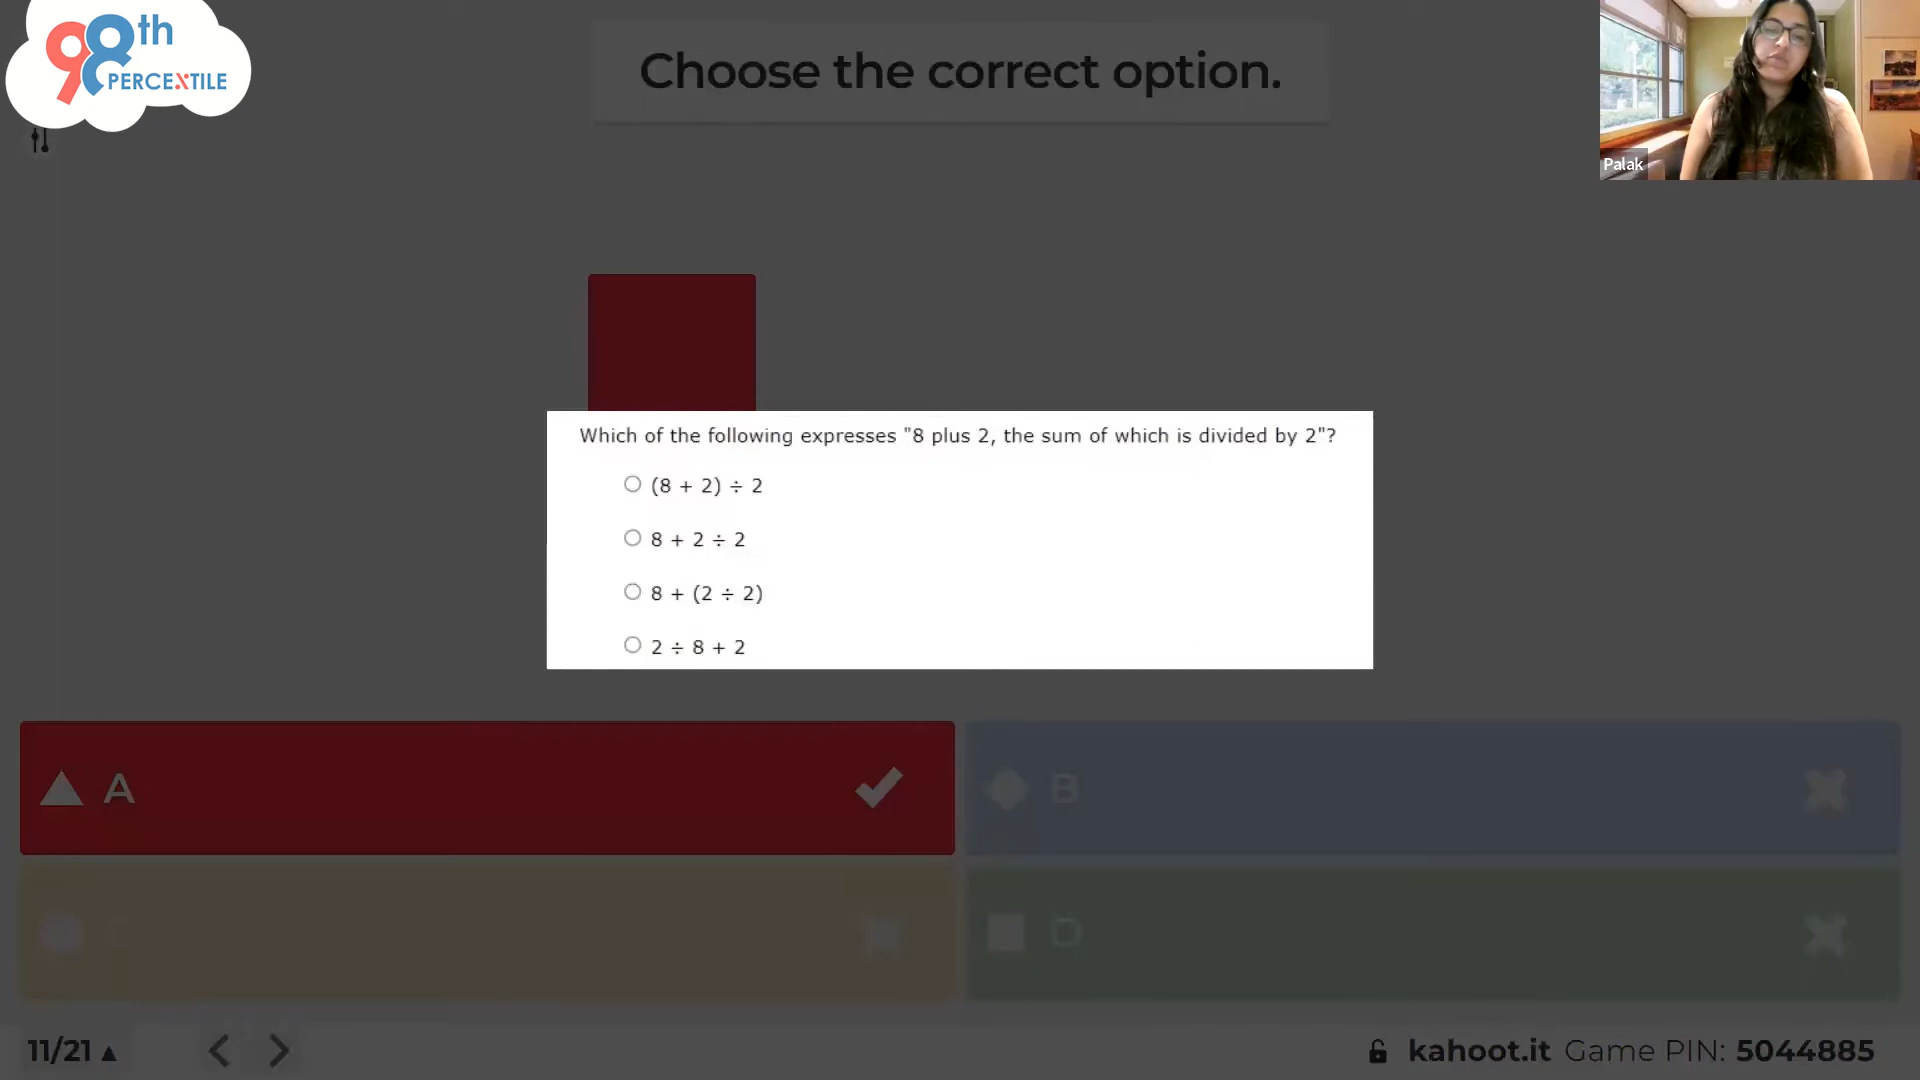 98th
PERCEXTILE
Choose the correct option.
Palak
Which of the following expresses "8 plus 2, the sum of which is divided by 2"?
(8 + 2) ÷ 2
8 + 2 ÷ 2
8 + (2 ÷ 2)
2 ÷ 8 + 2
A
B
D
11/21
kahoot.it Game PIN: 5044885